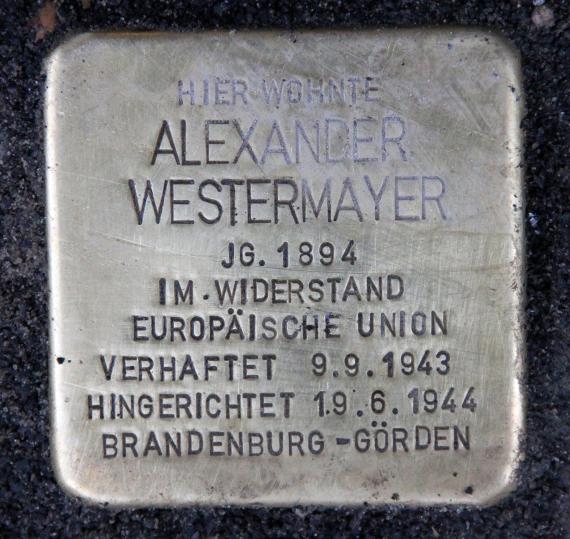 HIER WOHNTE
ALEXANDER
WESTERMAYER
JG. 1894
IM WIDERSTAND
EUROPÄISCHE UNION
VERHAFTET 9.9.1943
HINGERICHTET 19.6.1944
BRANDENBURG-GÖRDEN